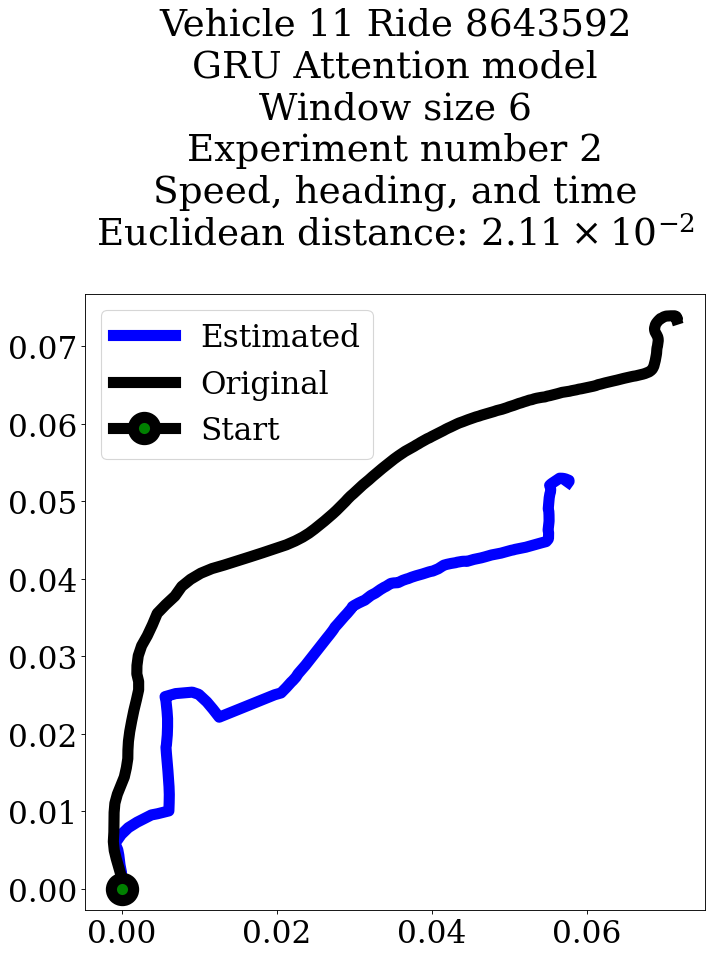 Vehicle 11 Ride 8643592
GRU Attention model
Window size 6
Experiment number 2
Speed, heading, and time
Euclidean distance: 2.11 × 10⁻²
Estimated
Original
Start
0.07
0.06
0.05
0.04
0.03
0.02
0.01
0.00
0.00 0.02 0.04 0.06